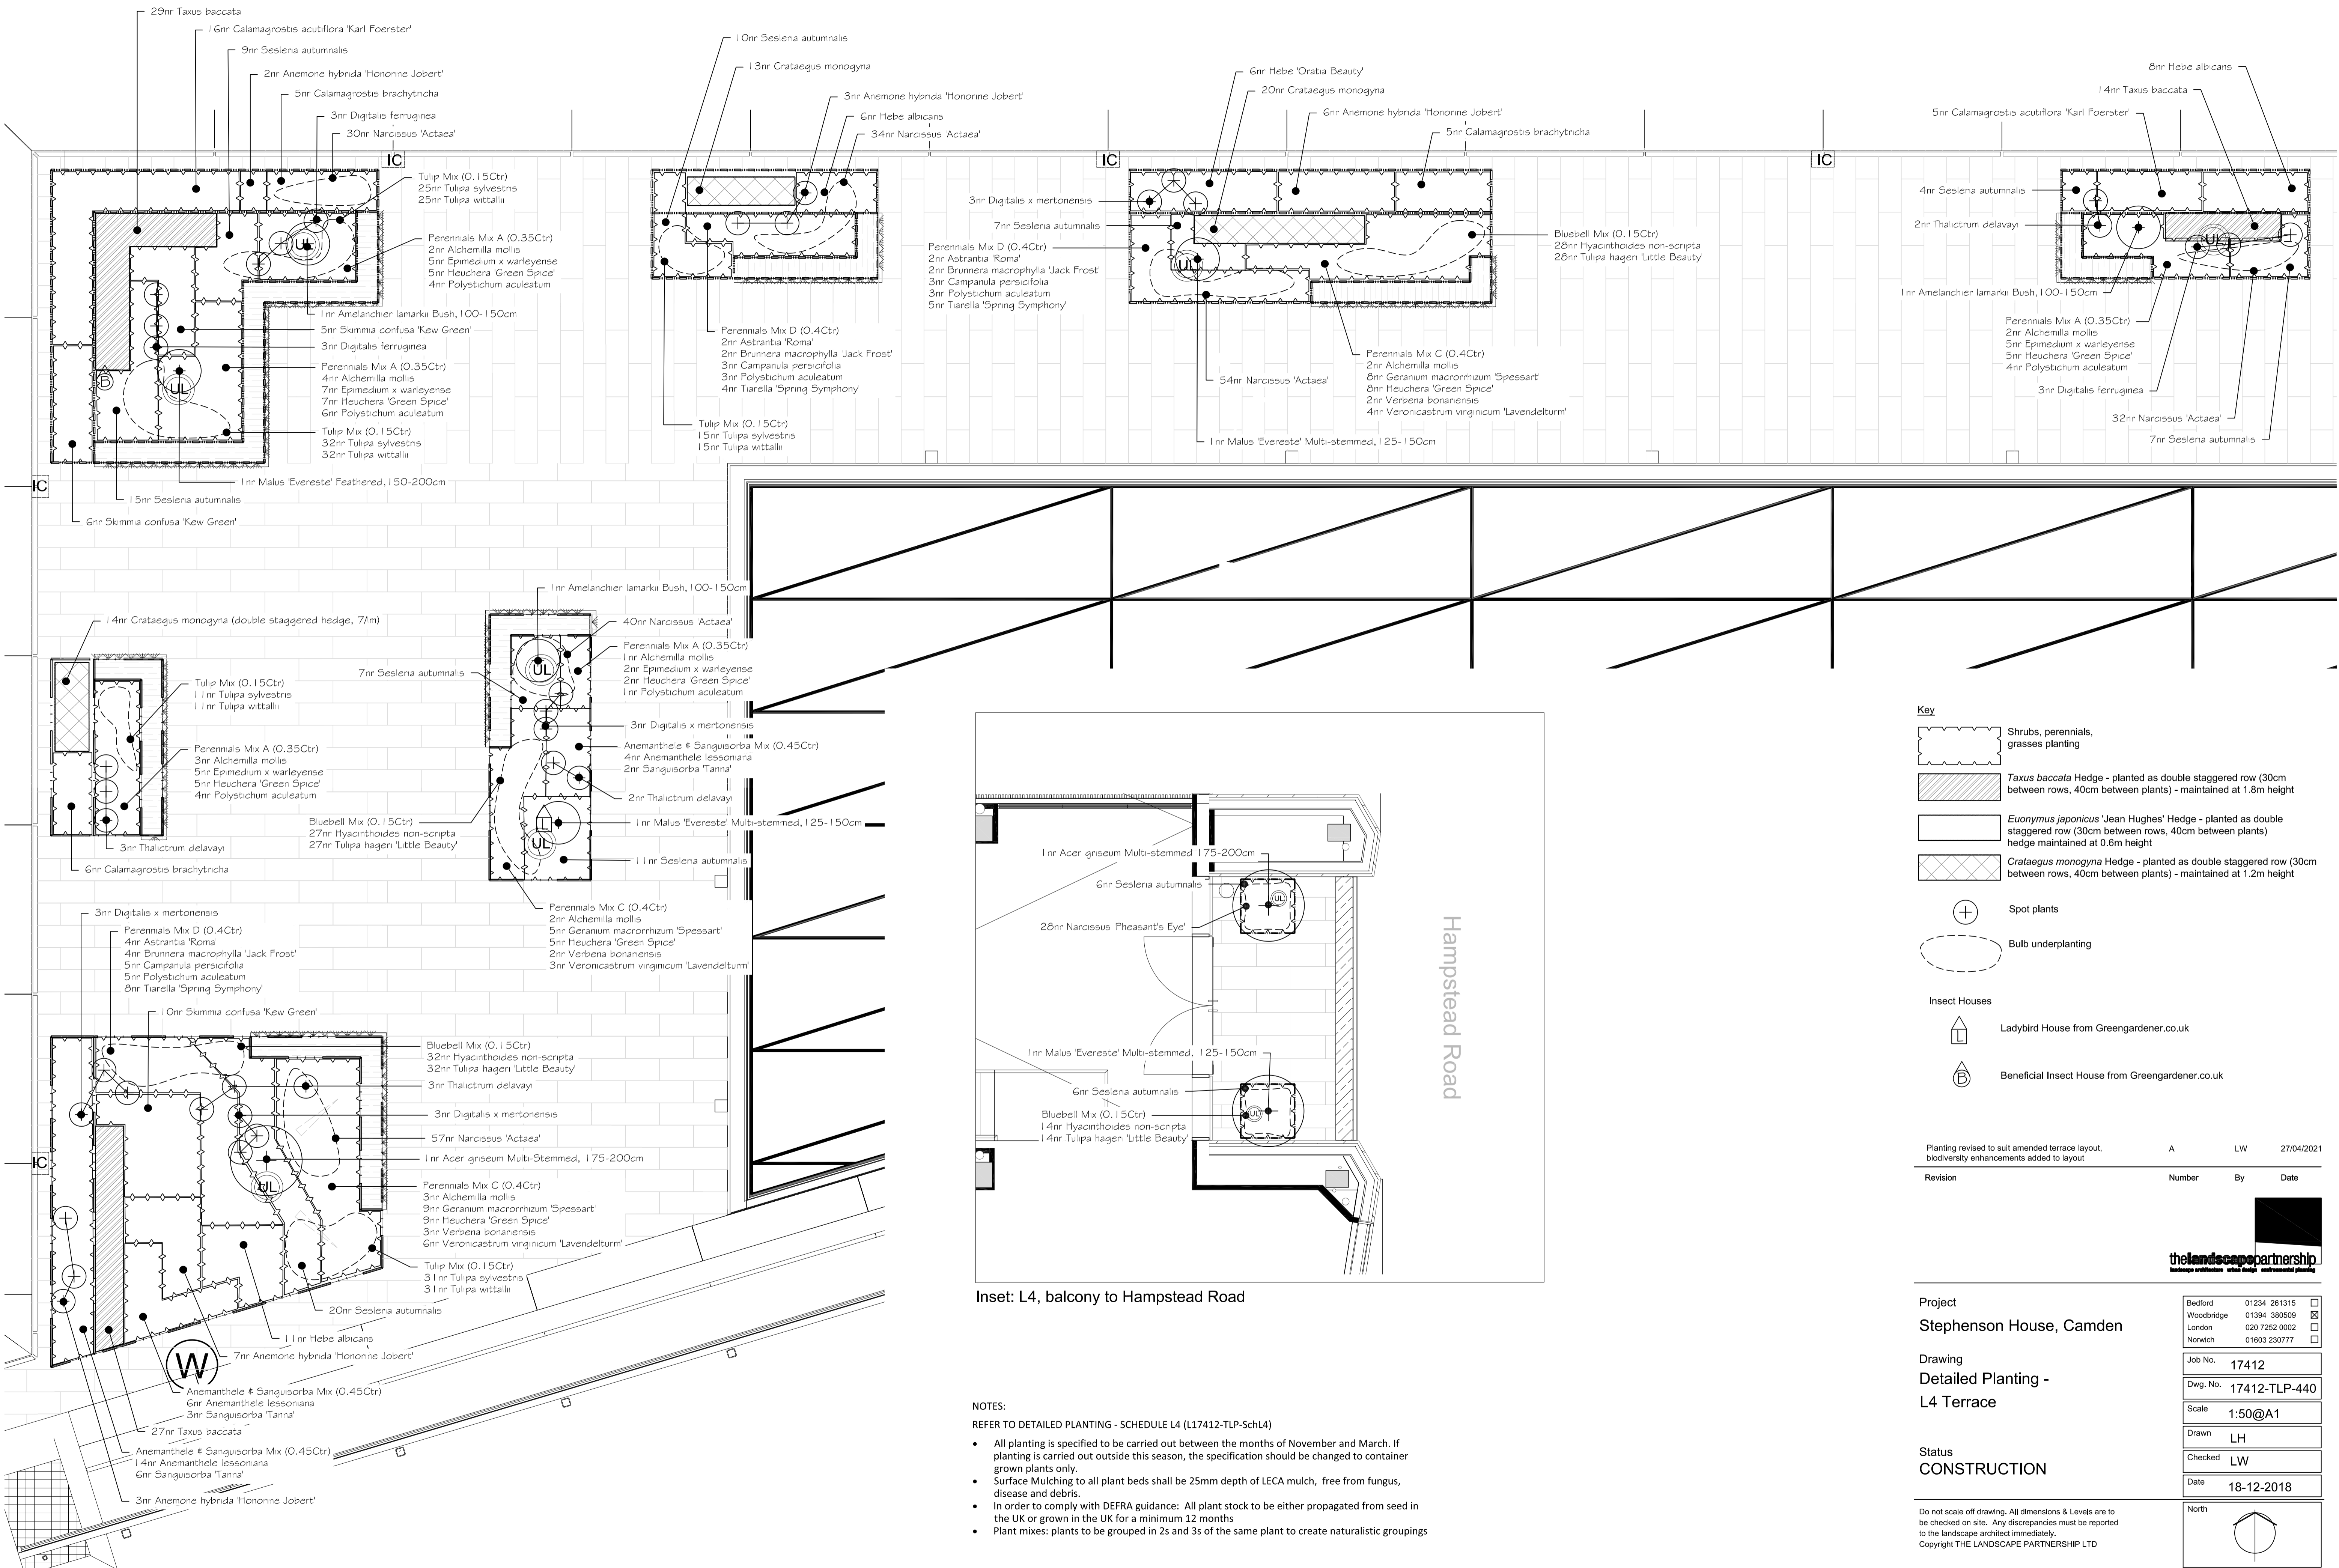 29nr Taxus baccata
16nr Calamagrostis acutiflora 'Karl Foerster'
9nr Sesleria autumnalis
2nr Anemone hybrida 'Honorine Jobert'
5nr Calamagrostis brachytricha
3nr Digitalis ferruginea
30nr Narcissus 'Actaea'
IC
Tulip Mix (0.15Ctr)
25nr Tulipa sylvestris
25nr Tulipa wittallii
Perennials Mix A (0.35Ctr)
2nr Alchemilla mollis
5nr Epimedium x warleyense
5nr Heuchera 'Green Spice'
4nr Polystichum aculeatum
UL
1nr Amelanchier lamarkii Bush, 100-150cm
5nr Skimmia confusa 'Kew Green'
3nr Digitalis ferruginea
Perennials Mix A (0.35Ctr)
4nr Alchemilla mollis
7nr Epimedium x warleyense
7nr Heuchera 'Green Spice'
6nr Polystichum aculeatum
B
UL
Tulip Mix (0.15Ctr)
32nr Tulipa sylvestris
32nr Tulipa wittallii
1nr Malus 'Evereste' Feathered, 150-200cm
IC
15nr Sesleria autumnalis
6nr Skimmia confusa 'Kew Green'
10nr Sesleria autumnalis
13nr Crataegus monogyna
3nr Anemone hybrida 'Honorine Jobert'
6nr Hebe albicans
34nr Narcissus 'Actaea'
Perennials Mix D (0.4Ctr)
2nr Astrantia 'Roma'
2nr Brunnera macrophylla 'Jack Frost'
3nr Campanula persicifolia
3nr Polystichum aculeatum
4nr Tiarella 'Spring Symphony'
Tulip Mix (0.15Ctr)
15nr Tulipa sylvestris
15nr Tulipa wittallii
6nr Hebe 'Oratia Beauty'
20nr Crataegus monogyna
6nr Anemone hybrida 'Honorine Jobert'
5nr Calamagrostis brachytricha
IC
3nr Digitalis x mertonensis
7nr Sesleria autumnalis
Perennials Mix D (0.4Ctr)
2nr Astrantia 'Roma'
2nr Brunnera macrophylla 'Jack Frost'
3nr Campanula persicifolia
3nr Polystichum aculeatum
5nr Tiarella 'Spring Symphony'
UL
Bluebell Mix (0.15Ctr)
28nr Hyacinthoides non-scripta
28nr Tulipa hageri 'Little Beauty'
54nr Narcissus 'Actaea'
Perennials Mix C (0.4Ctr)
2nr Alchemilla mollis
8nr Geranium macrorrhizum 'Spessart'
8nr Heuchera 'Green Spice'
2nr Verbena bonariensis
4nr Veronicastrum virginicum 'Lavendelturm'
1nr Malus 'Evereste' Multi-stemmed, 125-150cm
IC
8nr Hebe albicans
14nr Taxus baccata
5nr Calamagrostis acutiflora 'Karl Foerster'
4nr Sesleria autumnalis
2nr Thalictrum delavayi
UL
1nr Amelanchier lamarkii Bush, 100-150cm
Perennials Mix A (0.35Ctr)
2nr Alchemilla mollis
5nr Epimedium x warleyense
5nr Heuchera 'Green Spice'
4nr Polystichum aculeatum
3nr Digitalis ferruginea
32nr Narcissus 'Actaea'
7nr Sesleria autumnalis
14nr Crataegus monogyna (double staggered hedge, 7/lm)
Tulip Mix (0.15Ctr)
11nr Tulipa sylvestris
11nr Tulipa wittallii
Perennials Mix A (0.35Ctr)
3nr Alchemilla mollis
5nr Epimedium x warleyense
5nr Heuchera 'Green Spice'
4nr Polystichum aculeatum
3nr Thalictrum delavayi
6nr Calamagrostis brachytricha
1nr Amelanchier lamarkii Bush, 100-150cm
40nr Narcissus 'Actaea'
Perennials Mix A (0.35Ctr)
1nr Alchemilla mollis
2nr Epimedium x warleyense
2nr Heuchera 'Green Spice'
1nr Polystichum aculeatum
UL
7nr Sesleria autumnalis
3nr Digitalis x mertonensis
Anemanthele & Sanguisorba Mix (0.45Ctr)
4nr Anemanthele lessoniana
2nr Sanguisorba 'Tanna'
2nr Thalictrum delavayi
Bluebell Mix (0.15Ctr)
27nr Hyacinthoides non-scripta
27nr Tulipa hageri 'Little Beauty'
L
UL
1nr Malus 'Evereste' Multi-stemmed, 125-150cm
11nr Sesleria autumnalis
Perennials Mix C (0.4Ctr)
2nr Alchemilla mollis
5nr Geranium macrorrhizum 'Spessart'
5nr Heuchera 'Green Spice'
2nr Verbena bonariensis
3nr Veronicastrum virginicum 'Lavendelturm'
3nr Digitalis x mertonensis
Perennials Mix D (0.4Ctr)
4nr Astrantia 'Roma'
4nr Brunnera macrophylla 'Jack Frost'
5nr Campanula persicifolia
5nr Polystichum aculeatum
8nr Tiarella 'Spring Symphony'
10nr Skimmia confusa 'Kew Green'
Bluebell Mix (0.15Ctr)
32nr Hyacinthoides non-scripta
32nr Tulipa hageri 'Little Beauty'
3nr Thalictrum delavayi
3nr Digitalis x mertonensis
57nr Narcissus 'Actaea'
IC
1nr Acer griseum Multi-Stemmed, 175-200cm
UL
Perennials Mix C (0.4Ctr)
3nr Alchemilla mollis
9nr Geranium macrorrhizum 'Spessart'
9nr Heuchera 'Green Spice'
3nr Verbena bonariensis
6nr Veronicastrum virginicum 'Lavendelturm'
Tulip Mix (0.15Ctr)
31nr Tulipa sylvestris
31nr Tulipa wittallii
20nr Sesleria autumnalis
11nr Hebe albicans
7nr Anemone hybrida 'Honorine Jobert'
W
Anemanthele & Sanguisorba Mix (0.45Ctr)
6nr Anemanthele lessoniana
3nr Sanguisorba 'Tanna'
27nr Taxus baccata
Anemanthele & Sanguisorba Mix (0.45Ctr)
14nr Anemanthele lessoniana
6nr Sanguisorba 'Tanna'
3nr Anemone hybrida 'Honorine Jobert'
1nr Acer griseum Multi-stemmed 175-200cm
6nr Sesleria autumnalis
UL
28nr Narcissus 'Pheasant's Eye'
Hampstead Road
1nr Malus 'Evereste' Multi-stemmed, 125-150cm
6nr Sesleria autumnalis
UL
Bluebell Mix (0.15Ctr)
14nr Hyacinthoides non-scripta
14nr Tulipa hageri 'Little Beauty'
Inset: L4, balcony to Hampstead Road
NOTES:
REFER TO DETAILED PLANTING - SCHEDULE L4 (L17412-TLP-SchL4)
• All planting is specified to be carried out between the months of November and March. If
planting is carried out outside this season, the specification should be changed to container
grown plants only.
• Surface Mulching to all plant beds shall be 25mm depth of LECA mulch, free from fungus,
disease and debris.
• In order to comply with DEFRA guidance: All plant stock to be either propagated from seed in
the UK or grown in the UK for a minimum 12 months
• Plant mixes: plants to be grouped in 2s and 3s of the same plant to create naturalistic groupings
Key
Shrubs, perennials,
grasses planting
Taxus baccata Hedge - planted as double staggered row (30cm
between rows, 40cm between plants) - maintained at 1.8m height
Euonymus japonicus 'Jean Hughes' Hedge - planted as double
staggered row (30cm between rows, 40cm between plants)
hedge maintained at 0.6m height
Crataegus monogyna Hedge - planted as double staggered row (30cm
between rows, 40cm between plants) - maintained at 1.2m height
Spot plants
Bulb underplanting
Insect Houses
L
Ladybird House from Greengardener.co.uk
B
Beneficial Insect House from Greengardener.co.uk
Planting revised to suit amended terrace layout, A LW 27/04/2021
biodiversity enhancements added to layout
Revision Number By Date
thelandscapepartnership
landscape architecture urban design environmental planning
Project
Stephenson House, Camden
Bedford 01234 261315
Woodbridge 01394 380509
London 020 7252 0002
Norwich 01603 230777
Drawing
Detailed Planting -
L4 Terrace
Job No. 17412
Dwg. No. 17412-TLP-440
Scale 1:50@A1
Drawn LH
Status
CONSTRUCTION
Checked LW
Date 18-12-2018
Do not scale off drawing. All dimensions & Levels are to
be checked on site. Any discrepancies must be reported
to the landscape architect immediately.
Copyright THE LANDSCAPE PARTNERSHIP LTD
North